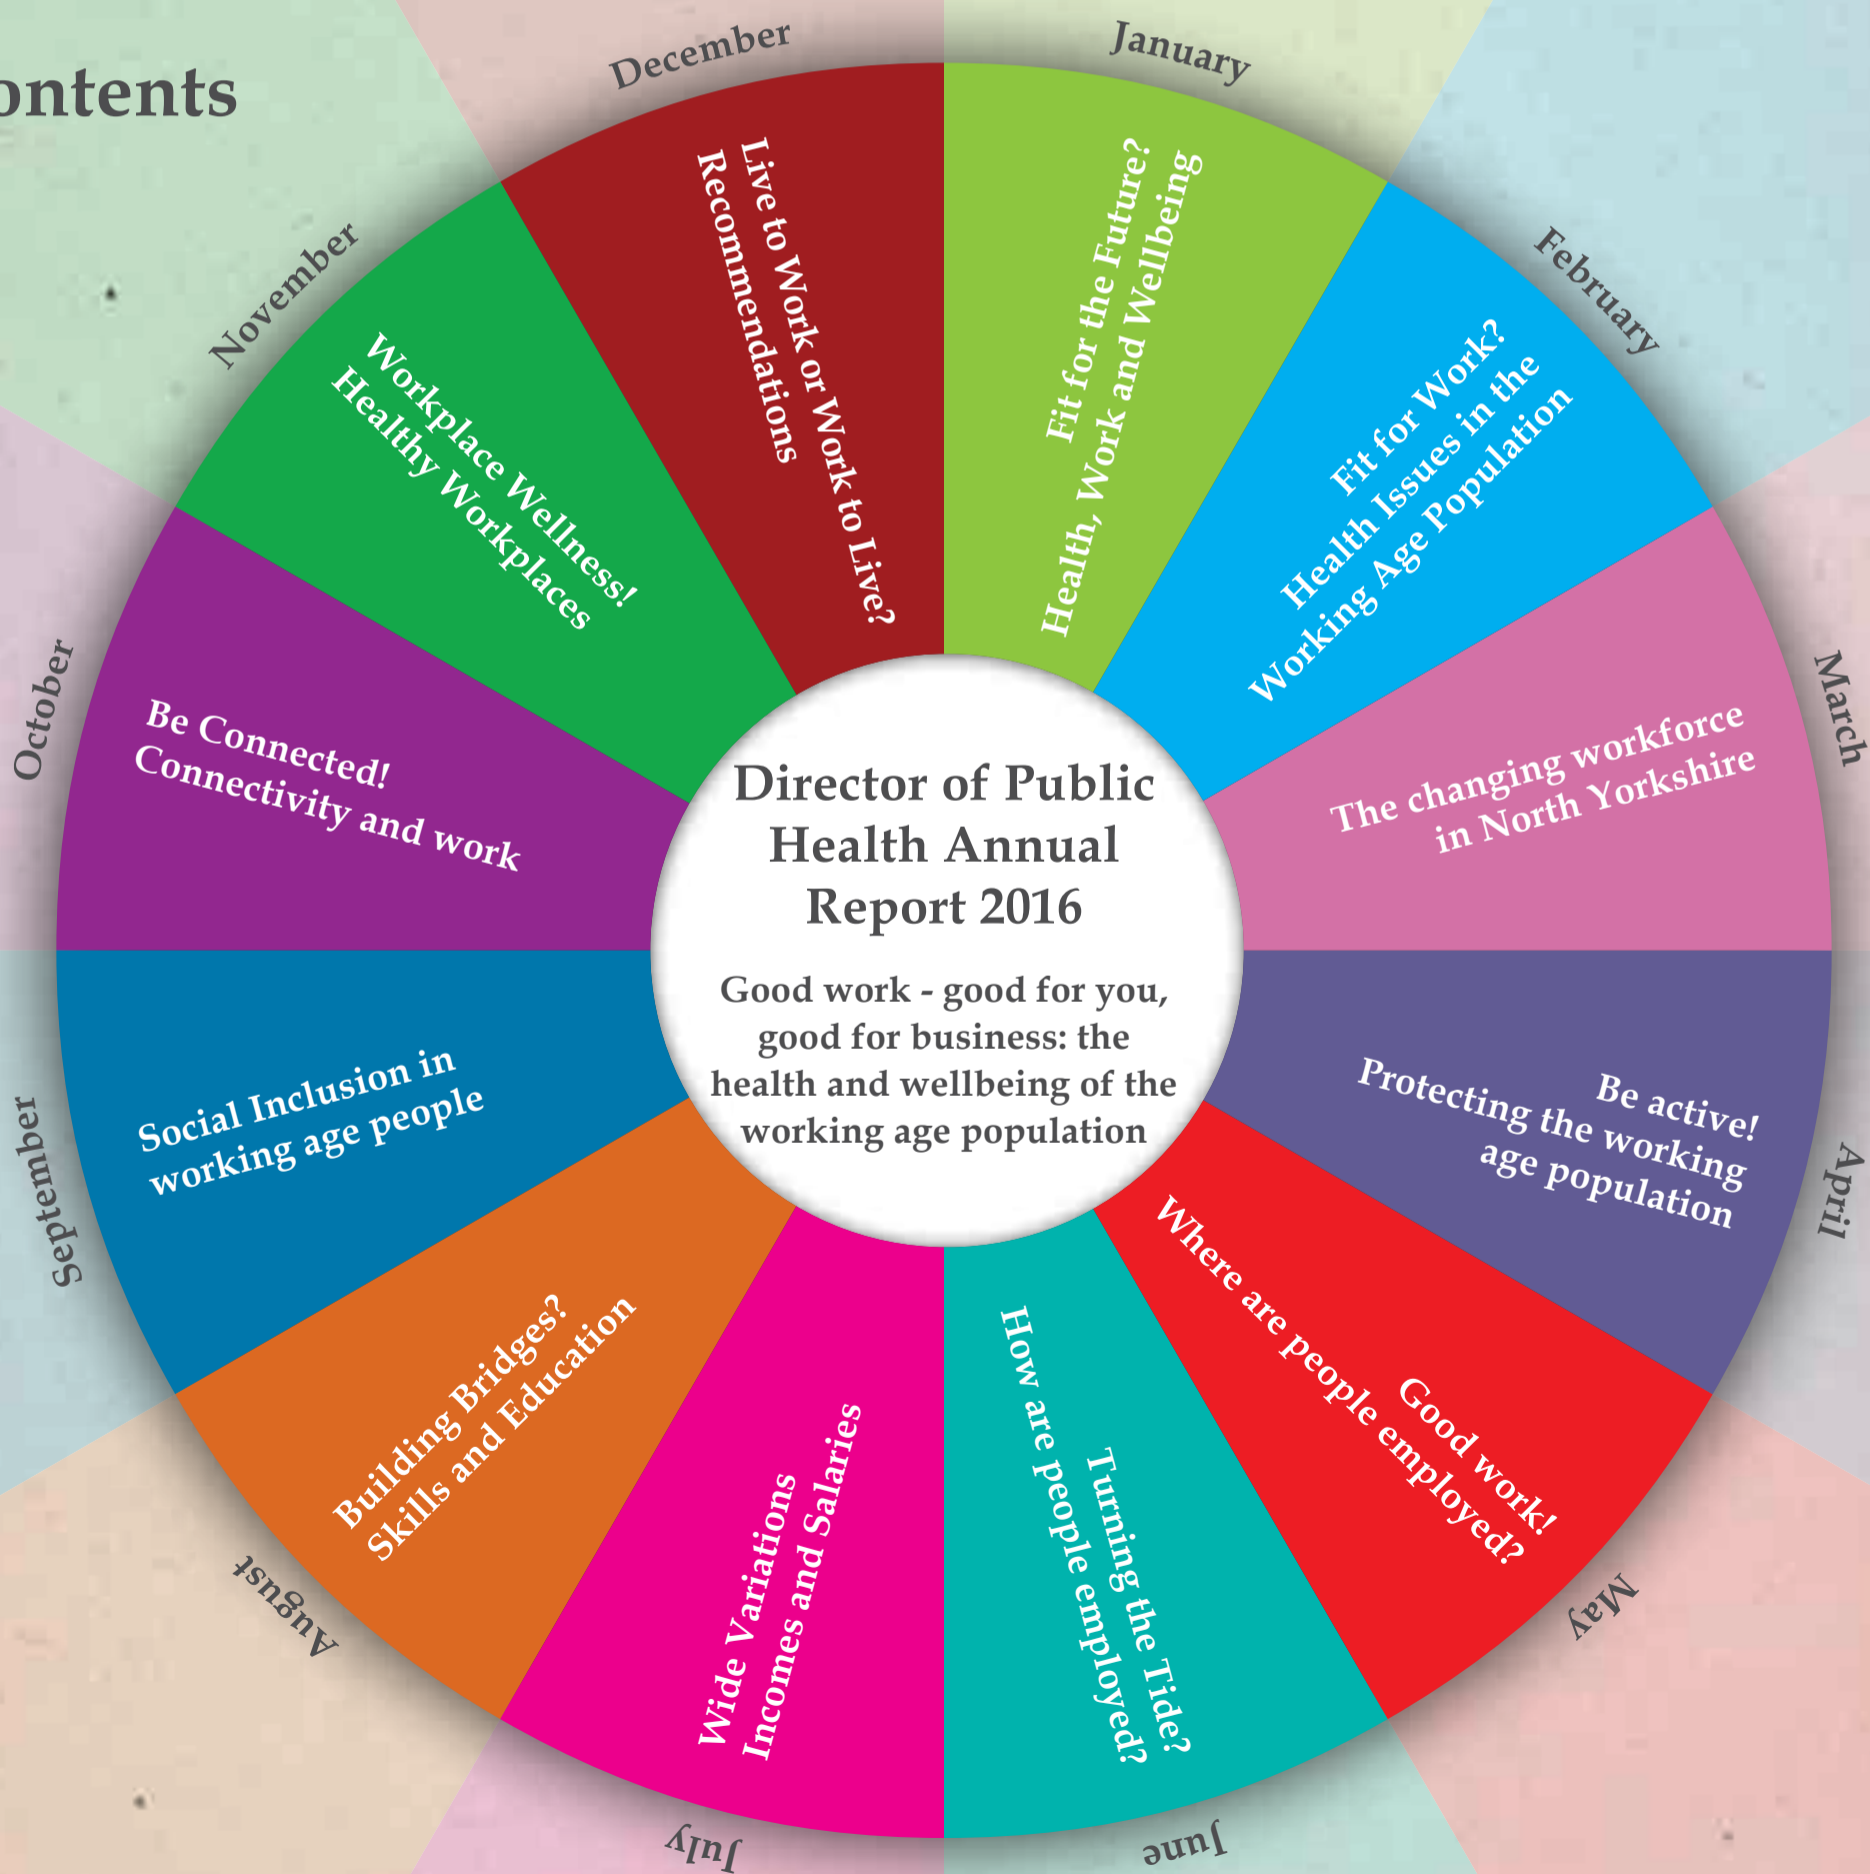 ontents
Director of Public
Health Annual
Report 2016
Good work - good for you,
good for business: the
health and wellbeing of the
working age population
January
Fit for the Future?
Health, Work and Wellbeing
February
Fit for Work?
Health Issues in the
Working Age Population
March
The changing workforce
in North Yorkshire
April
Be active!
Protecting the working
age population
May
Good work!
Where are people employed?
June
Turning the Tide?
How are people employed?
July
Wide Variations
Incomes and Salaries
August
Building Bridges?
Skills and Education
September
Social Inclusion in
working age people
October
Be Connected!
Connectivity and work
November
Workplace Wellness!
Healthy Workplaces
December
Live to Work or Work to Live?
Recommendations